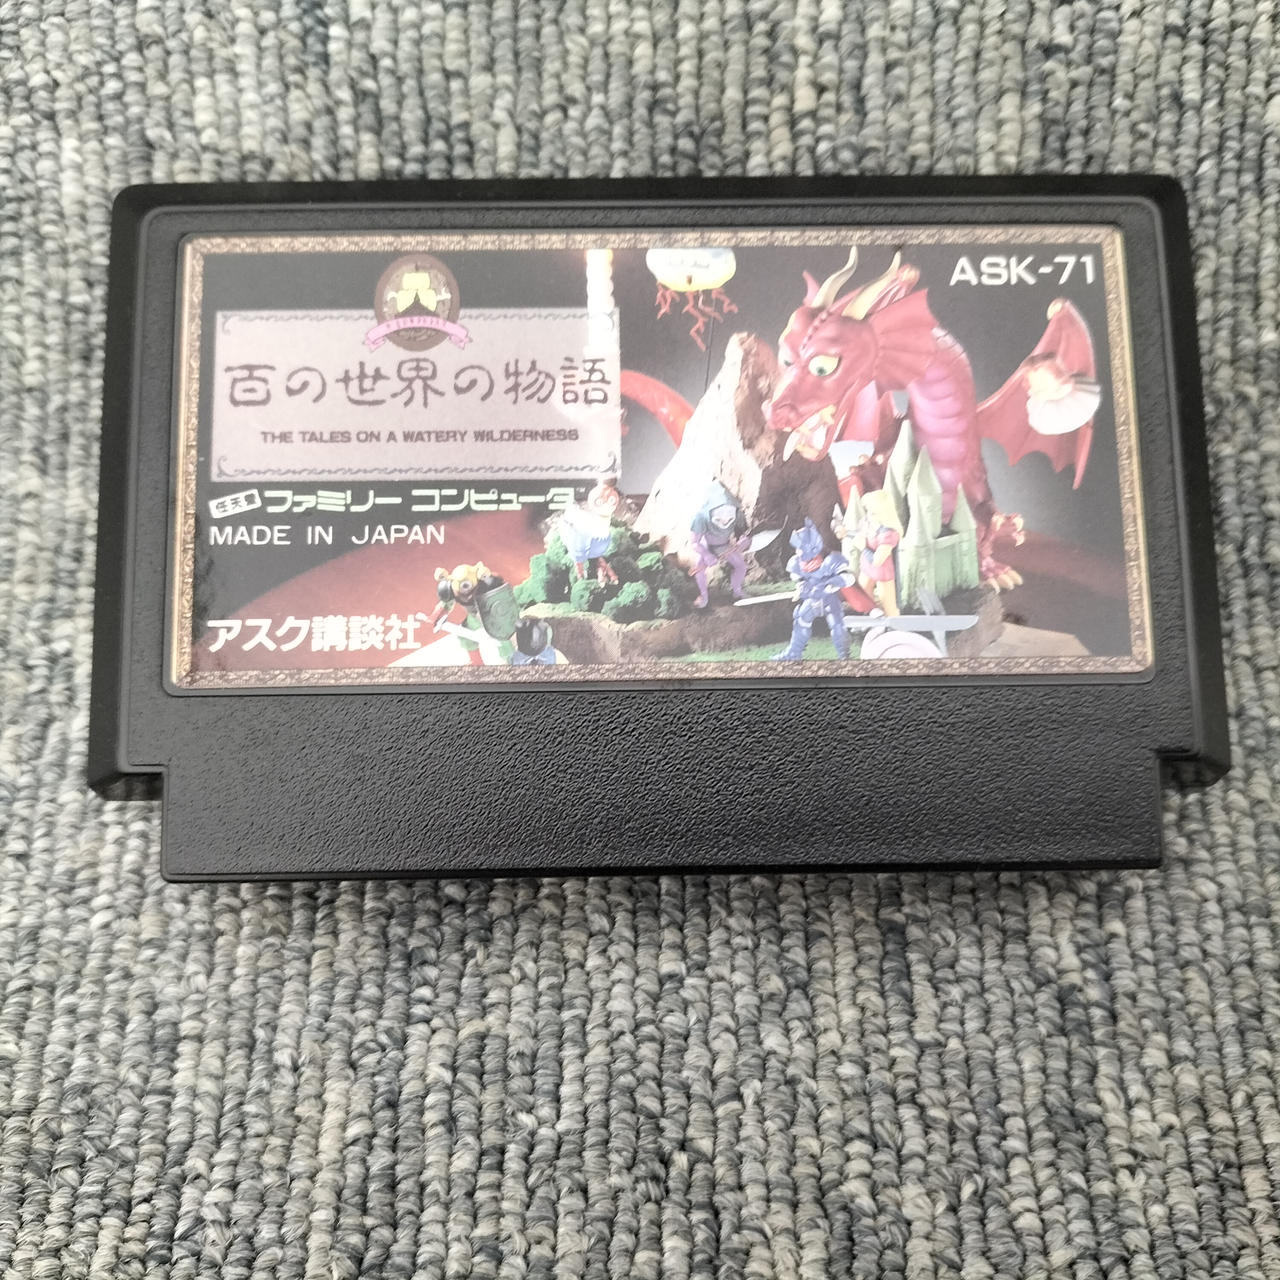 ASK-71
百の世界の物語
THE TALES ON A WATERY WILDERNESS
任天堂 ファミリー コンピュータ
MADE IN JAPAN
アスク講談社